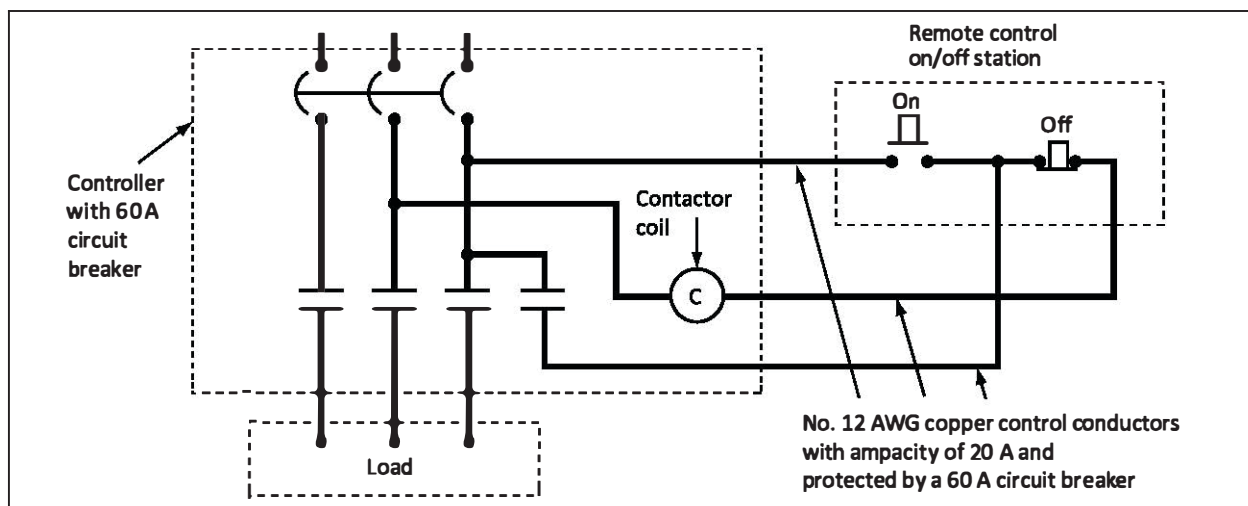 Remote control
on/off station
On
Off
Controller
with 60A
circuit
breaker
Contactor
coil
C
No. 12 AWG copper control conductors
with ampacity of 20 A and
protected by a 60 A circuit breaker
Load